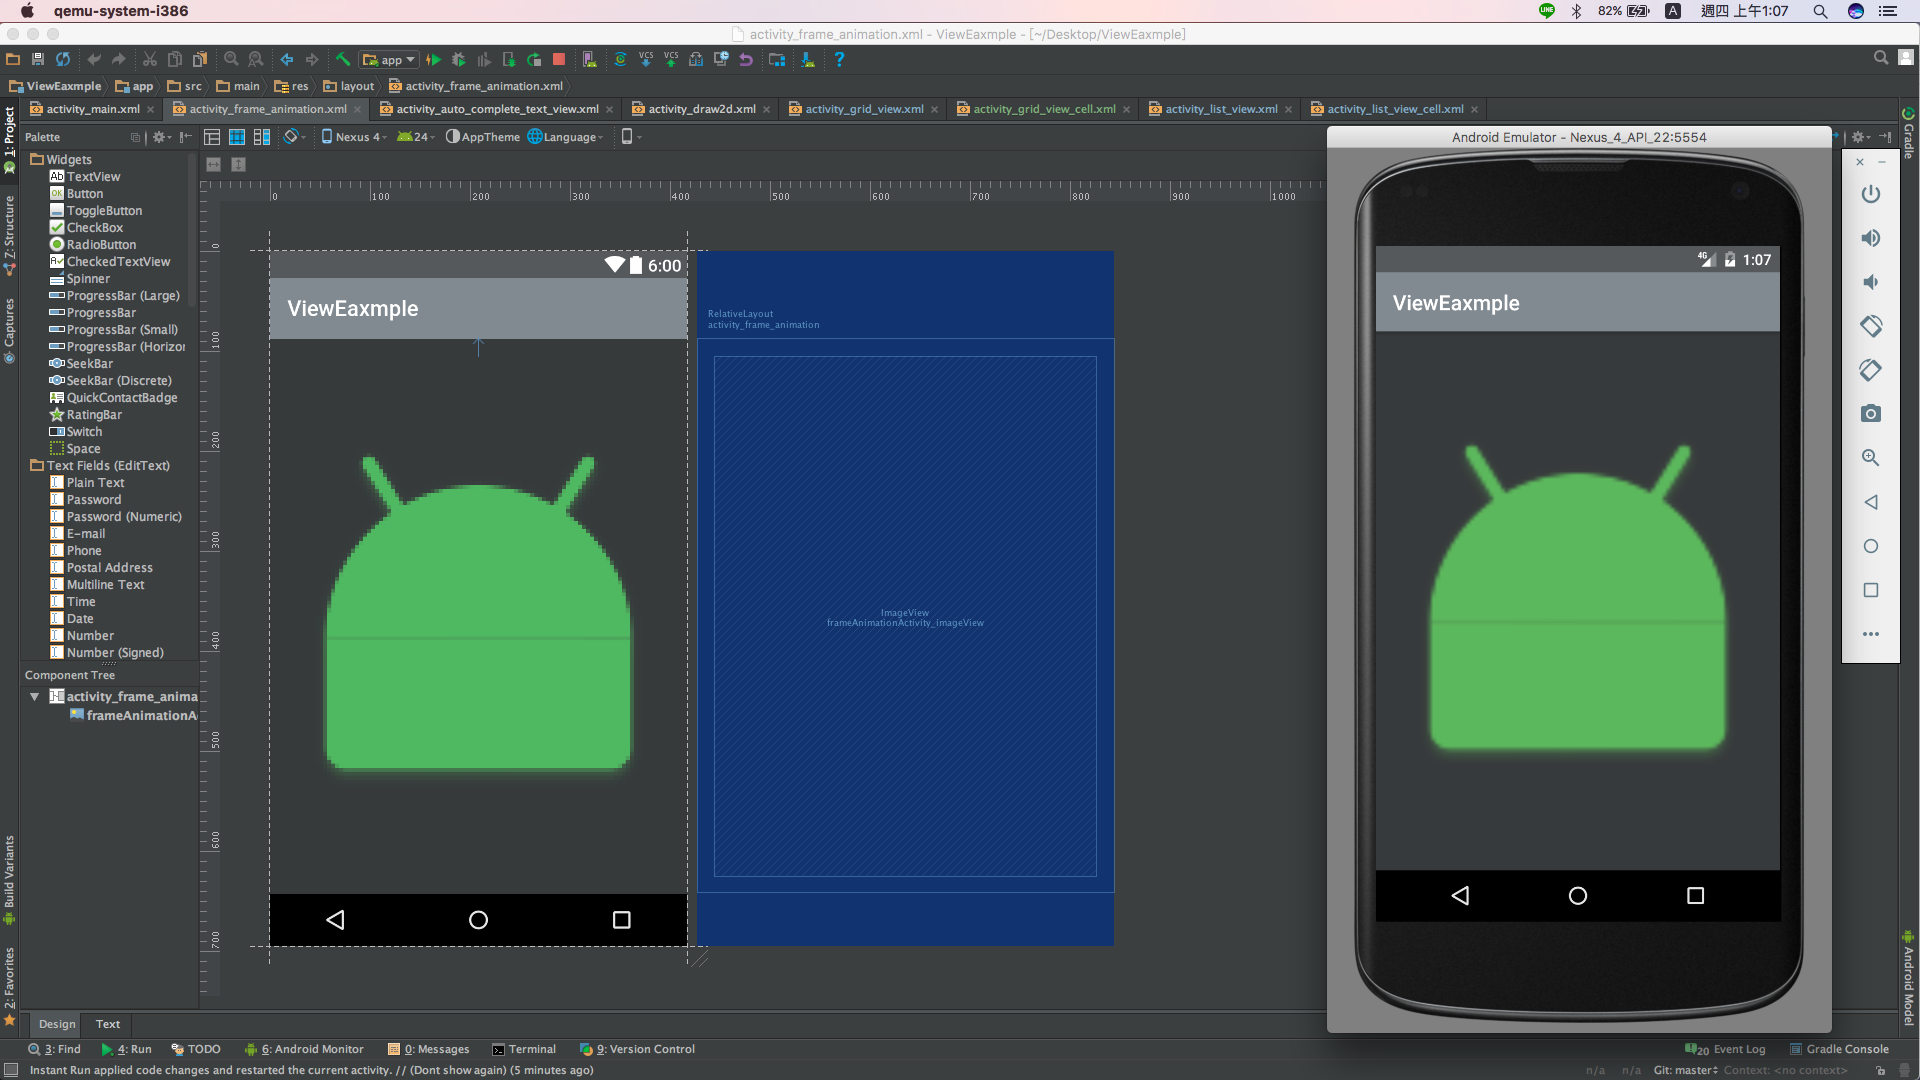 qemu-system-i386
82%
A
週四 上午1:07
activity_frame_animation.xml - ViewEaxmple - [~/Desktop/ViewEaxmple]
app
VCS VCS
ViewEaxmple app src main res layout activity_frame_animation.xml
activity_main.xml activity_frame_animation.xml activity_auto_complete_text_view.xml activity_draw2d.xml activity_grid_view.xml activity_grid_view_cell.xml activity_list_view.xml activity_list_view_cell.xml
Palette
Nexus 4 24 AppTheme Language
Widgets
Ab TextView
OK Button
ToggleButton
CheckBox
RadioButton
CheckedTextView
Spinner
ProgressBar (Large)
ProgressBar
ProgressBar (Small)
ProgressBar (Horizor
SeekBar
SeekBar (Discrete)
QuickContactBadge
RatingBar
Switch
Space
Text Fields (EditText)
Plain Text
Password
Password (Numeric)
E-mail
Phone
Postal Address
Multiline Text
Time
Date
Number
Number (Signed)
Component Tree
activity_frame_anima
frameAnimationA
1: Project
Z: Structure
Captures
Build Variants
2: Favorites
0 100 200 300 400 500 600 700 800 900 1000
0
100
200
300
400
500
600
700
6:00
ViewEaxmple
RelativeLayout
activity_frame_animation
ImageView
frameAnimationActivity_imageView
Android Emulator - Nexus_4_API_22:5554
4G 1:07
ViewEaxmple
Gradle
Android Model
Design Text
3: Find 4: Run TODO 6: Android Monitor 0: Messages Terminal 9: Version Control
20 Event Log Gradle Console
Instant Run applied code changes and restarted the current activity. // (Dont show again) (5 minutes ago)
n/a n/a Git: master Context: <no context>